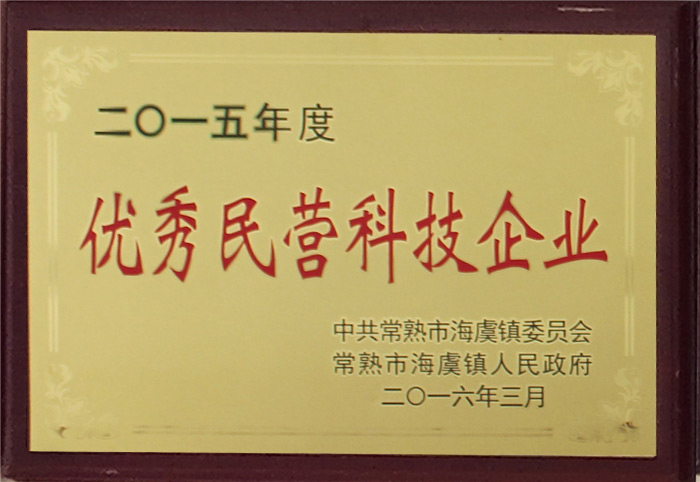 二〇一五年度
优秀民营科技企业
中共常熟市海虞镇委员会
常熟市海虞镇人民政府
二〇一六年三月